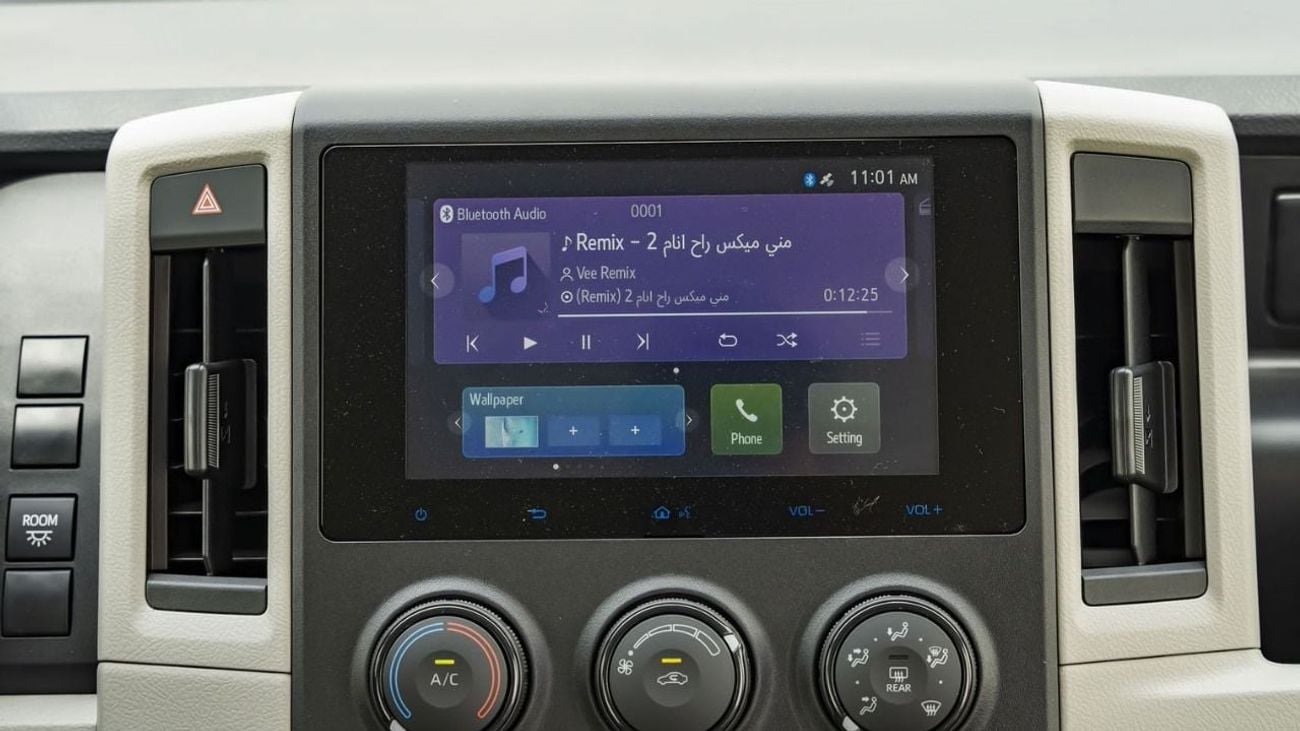 11:01 AM
Bluetooth Audio 0001
Remix - 2 مني ميكس راح انام
Vee Remix
(Remix) 2 مني ميكس راح انام 0:12:25
Wallpaper
+ +
Phone
Setting
VOL- VOL+
ROOM
A/C
REAR